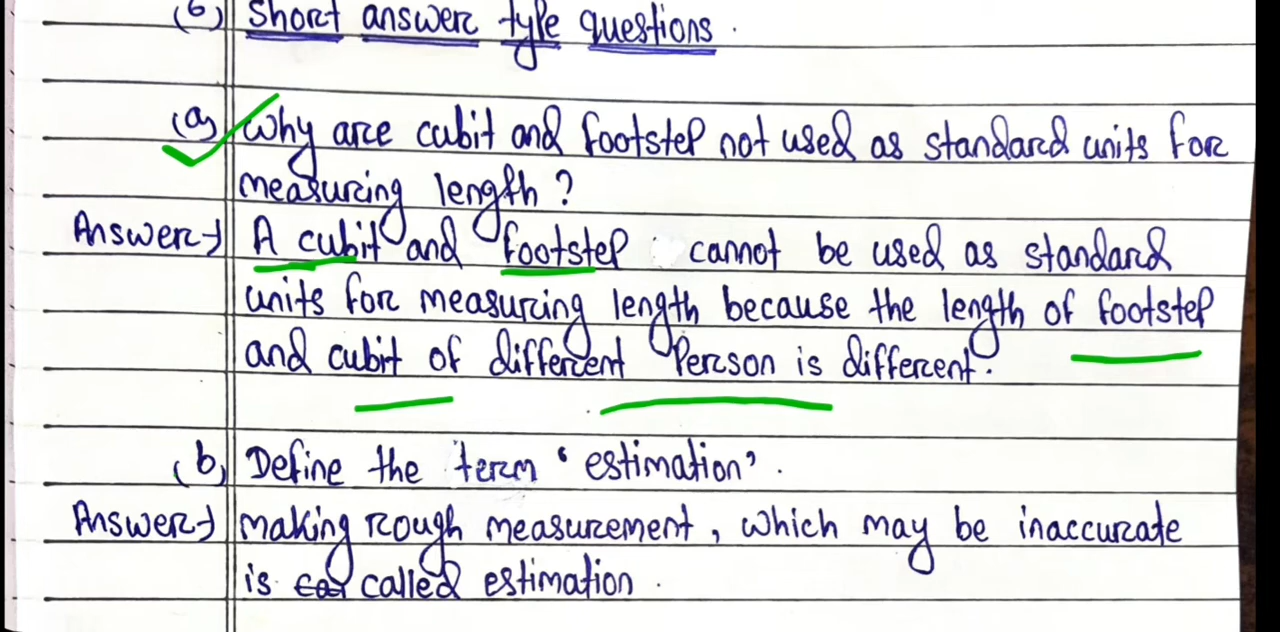 (6) Short answer type questions.
(a) Why are cubit and footstep not used as standard units for
measuring length?
Answer→ A cubit and footstep cannot be used as standard
units for measuring length because the length of footstep
and cubit of different Person is different.
(b) Define the term 'estimation'.
Answer→ making rough measurement, which may be inaccurate
is called estimation.